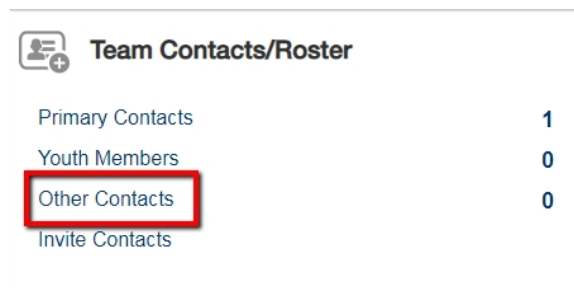 Team Contacts/Roster
Primary Contacts 1
Youth Members 0
Other Contacts 0
Invite Contacts